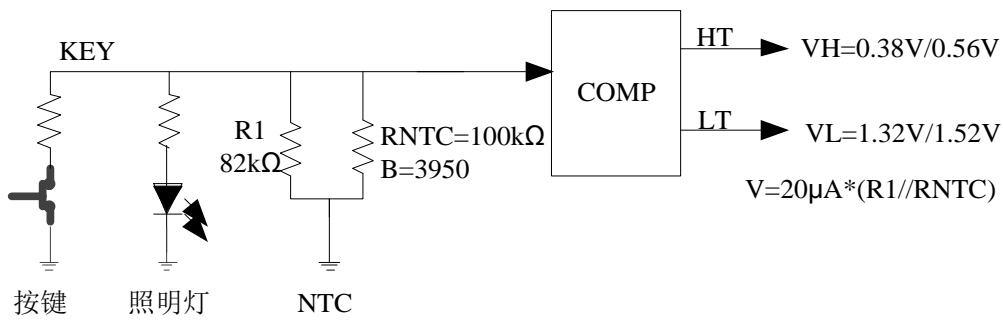 KEY
R1
82kΩ
RNTC=100kΩ
B=3950
COMP
HT
LT
VH=0.38V/0.56V
VL=1.32V/1.52V
V=20μA*(R1//RNTC)
按键
照明灯
NTC